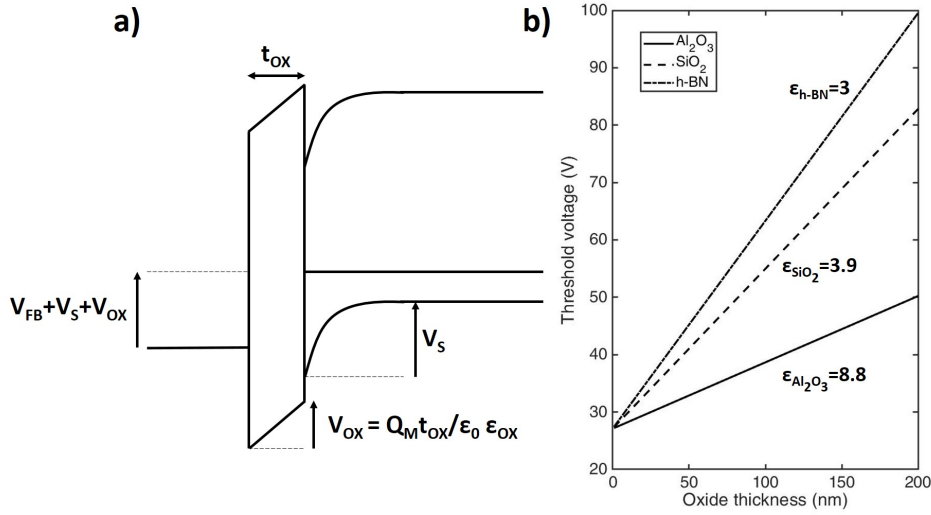 a)
t_OX
V_FB+V_S+V_OX
V_S
V_OX = Q_M t_OX/ε_0 ε_OX
b)
100
90
80
70
60
50
40
30
20
Threshold voltage (V)
Al_2O_3
SiO_2
h-BN
ε_h-BN=3
ε_SiO_2=3.9
ε_Al_2O_3=8.8
0
50
100
150
200
Oxide thickness (nm)